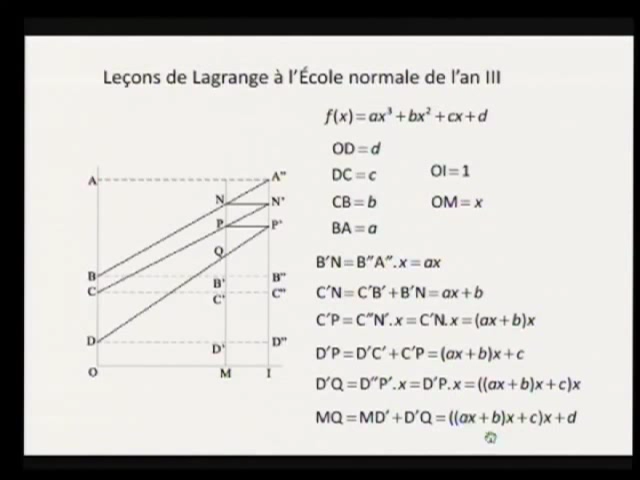 Leçons de Lagrange à l’École normale de l’an III
f(x) = ax³ + bx² + cx + d
OD = d
DC = c OI = 1
CB = b OM = x
BA = a
B′N = B″A″.x = ax
C′N = C′B′ + B′N = ax + b
C′P = C″N′.x = C′N.x = (ax + b)x
D′P = D′C′ + C′P = (ax + b)x + c
D′Q = D″P′.x = D′P.x = ((ax + b)x + c)x
MQ = MD′ + D′Q = ((ax + b)x + c)x + d
A A"
N N'
P P'
Q
B B' B"
C C' C"
D D' D"
O M I